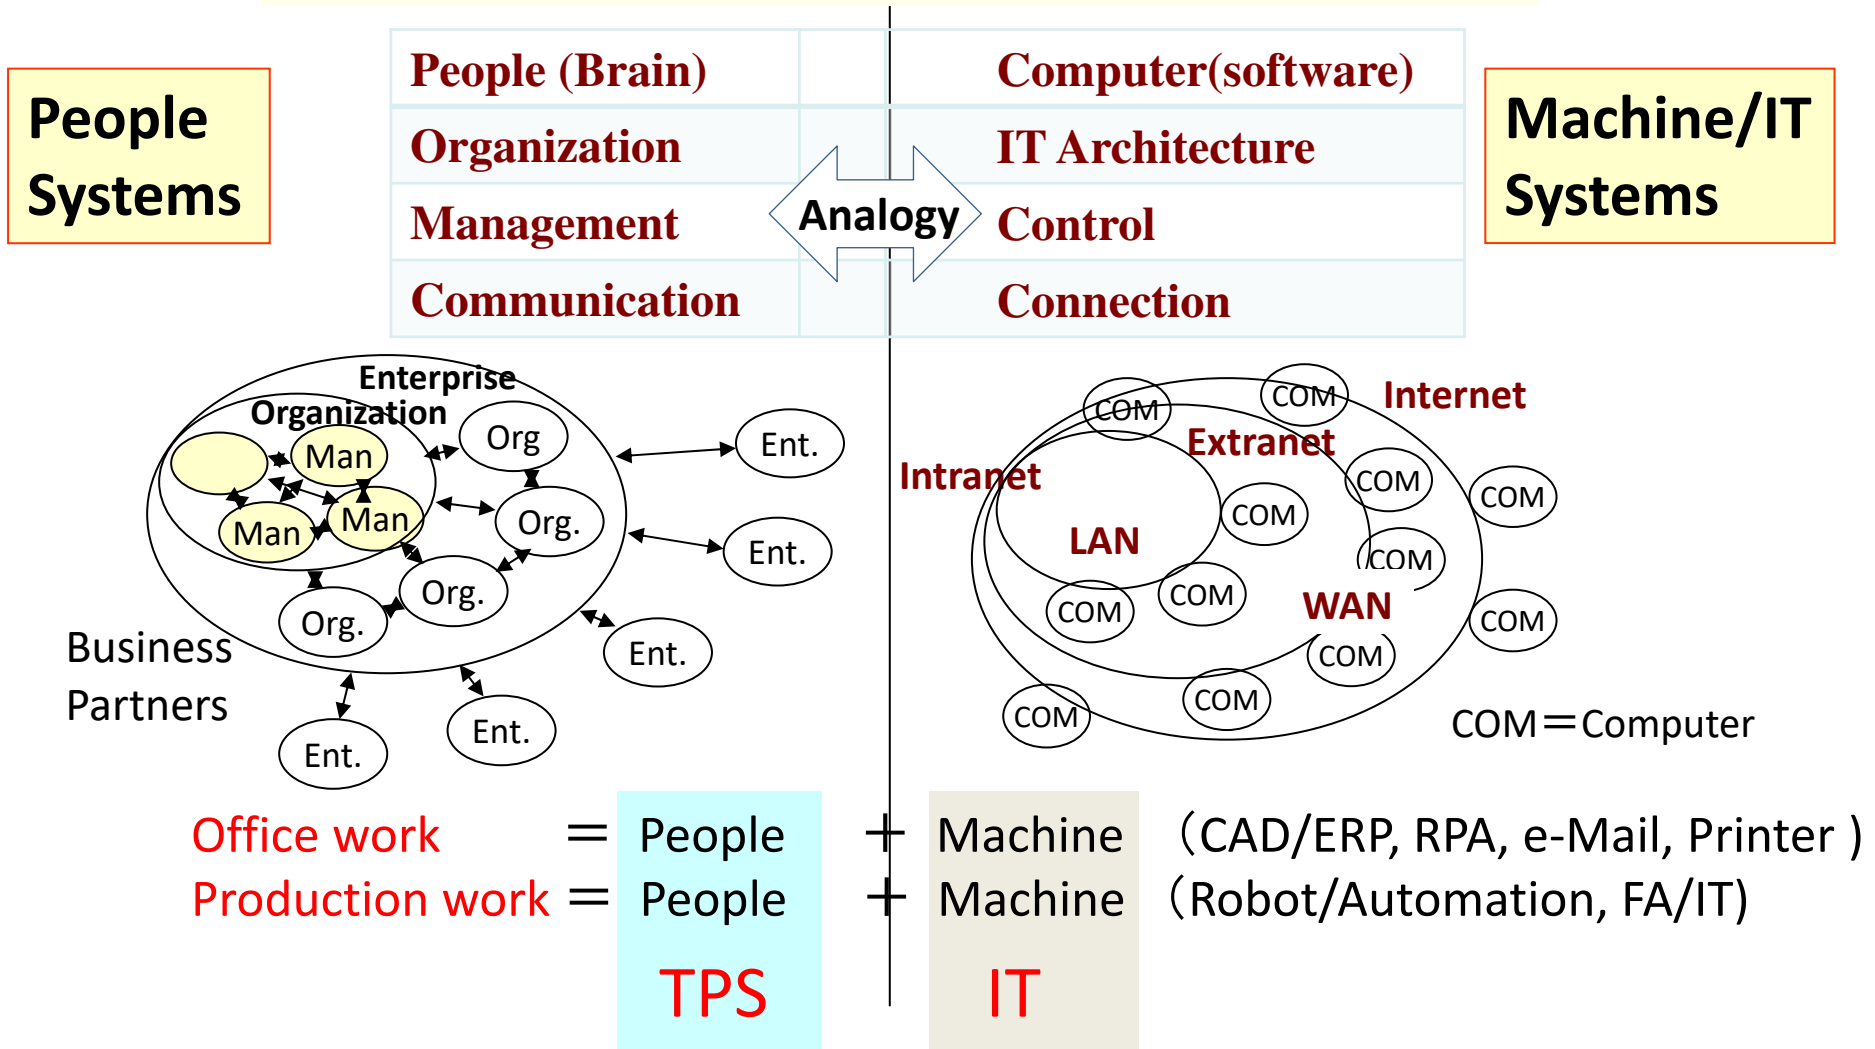 People (Brain)
Computer(software)
Organization
IT Architecture
Management
Control
Communication
Connection
Analogy
People
Systems
Machine/IT
Systems
Enterprise
Organization
Man
Man
Man
Org
Org.
Org.
Org.
Ent.
Ent.
Ent.
Ent.
Ent.
Business
Partners
Internet
Extranet
Intranet
LAN
WAN
COM
COM
COM
COM
COM
COM
COM
COM
COM
COM
COM
COM
COM＝Computer
Office work ＝ People ＋ Machine （CAD/ERP, RPA, e-Mail, Printer )
Production work ＝ People ＋ Machine （Robot/Automation, FA/IT)
TPS
IT